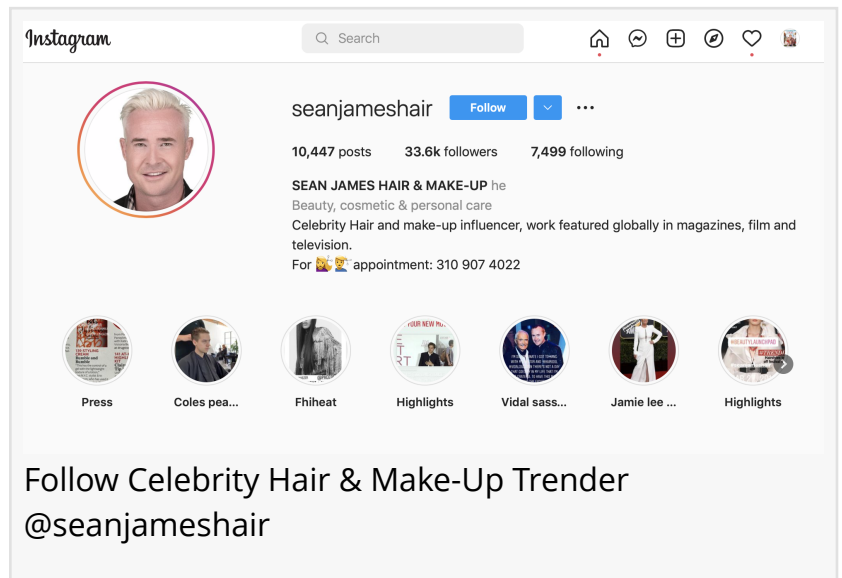 Instagram
Search
seanjameshair Follow
10,447 posts 33.6k followers 7,499 following
SEAN JAMES HAIR & MAKE-UP he
Beauty, cosmetic & personal care
Celebrity Hair and make-up influencer, work featured globally in magazines, film and
television.
For 💇‍♀️💇‍♂️ appointment: 310 907 4022
YOUR NEW
#BEAUTYLAUNCHPAD
Press Coles pea... Fhiheat Highlights Vidal sass... Jamie lee ... Highlights
Follow Celebrity Hair & Make-Up Trender
@seanjameshair